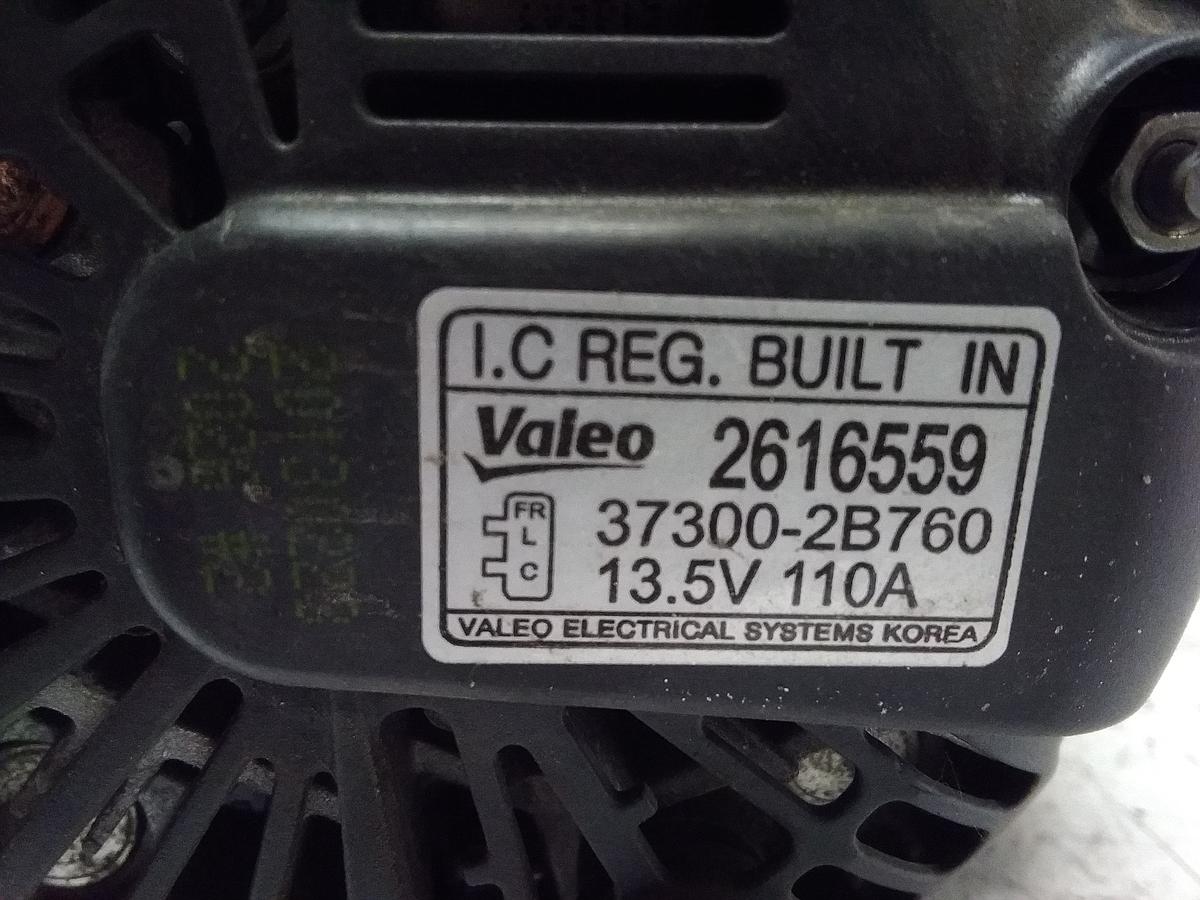 I.C REG. BUILT IN
Valeo 2616559
FR
L
C
37300-2B760
13.5V 110A
VALEO ELECTRICAL SYSTEMS KOREA